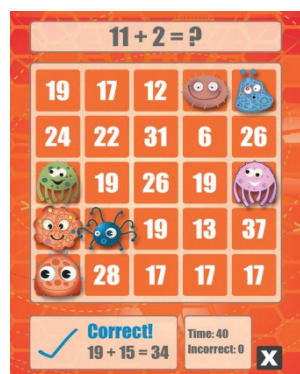 11 + 2 = ?
19 17 12
24 22 31 6 26
19 26 19
19 13 37
28 17 17 17
Correct!
19 + 15 = 34
Time: 40
Incorrect: 0
X